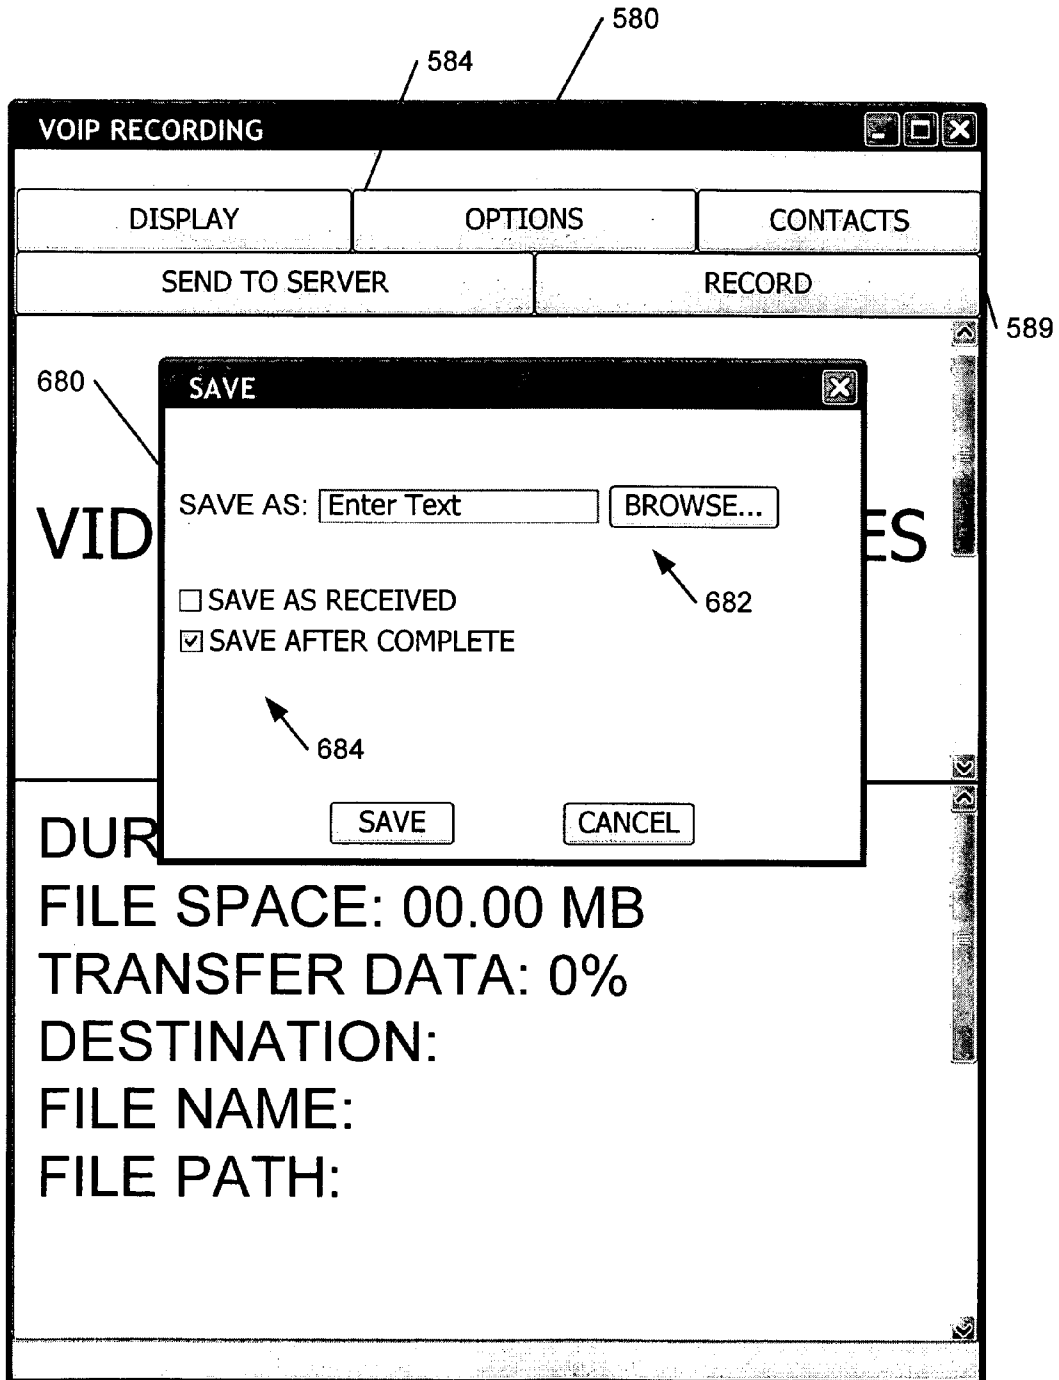 580
584
VOIP RECORDING
DISPLAY OPTIONS CONTACTS
SEND TO SERVER RECORD
589
680
SAVE
SAVE AS: Enter Text BROWSE...
VID ES
682
SAVE AS RECEIVED
SAVE AFTER COMPLETE
684
SAVE CANCEL
DUR
FILE SPACE: 00.00 MB
TRANSFER DATA: 0%
DESTINATION:
FILE NAME:
FILE PATH: